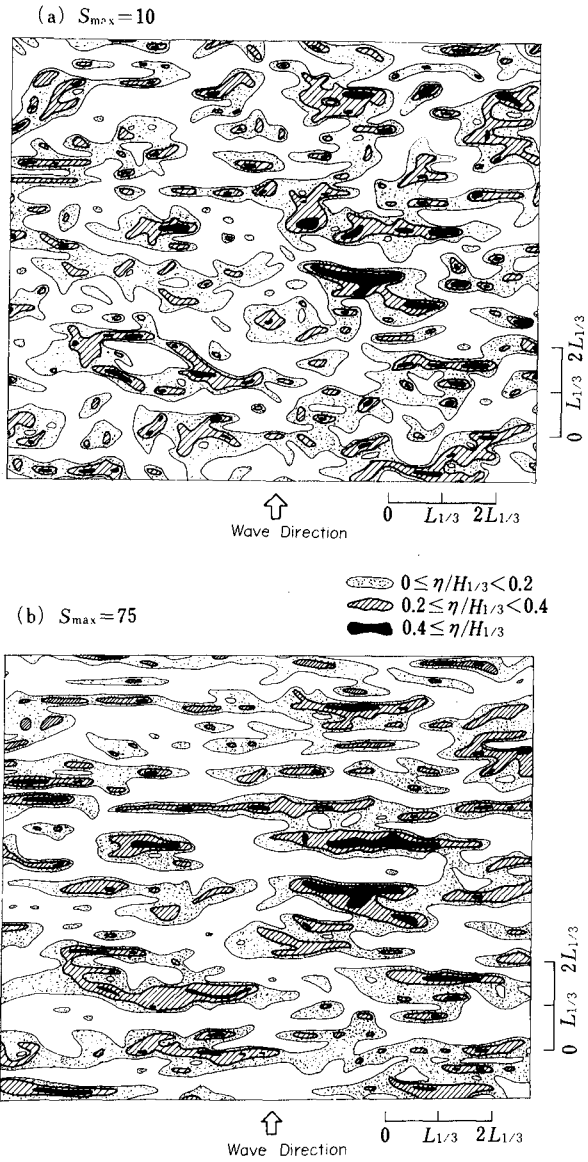 (a) Smax=10
0 L1/3 2L1/3
Wave Direction
0 L1/3 2L1/3
0≤η/H1/3<0.2
0.2≤η/H1/3<0.4
0.4≤η/H1/3
(b) Smax=75
0 L1/3 2L1/3
Wave Direction
0 L1/3 2L1/3